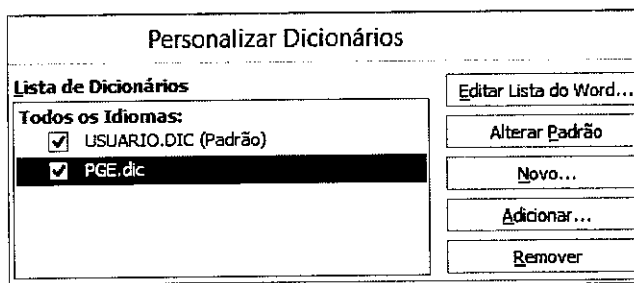 Personalizar Dicionários
Lista de Dicionários
Todos os Idiomas:
USUARIO.DIC (Padrão)
PGE.dic
Editar Lista do Word...
Alterar Padrão
Novo...
Adicionar...
Remover